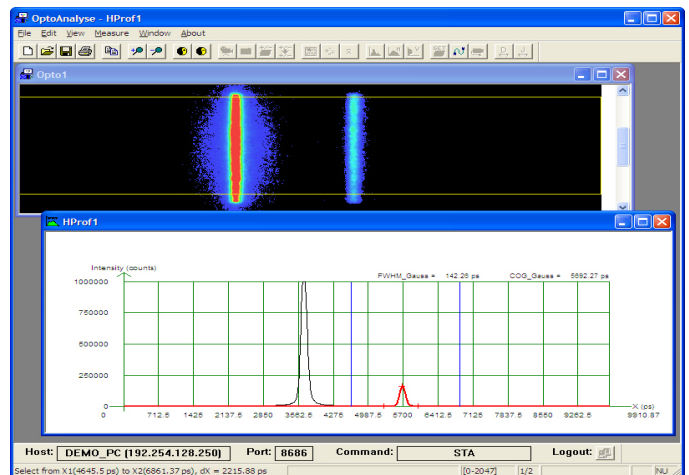 OptoAnalyse - HProf1
File Edit View Measure Window About
Opto1
HProf1
Intensity (counts)
FWHM_Gauss = 142.26 ps COG_Gauss = 5692.27 ps
1000000
750000
500000
250000
0
X (ps)
0 712.5 1425 2137.5 2850 3562.5 4275 4987.5 5700 6412.5 7125 7837.5 8550 9262.5 9910.87
Host: DEMO_PC (192.254.128.250) Port: 8686 Command: STA Logout:
Select from X1(4645.5 ps) to X2(6861.37 ps), dX = 2215.88 ps [0-2047] 1/2 NU